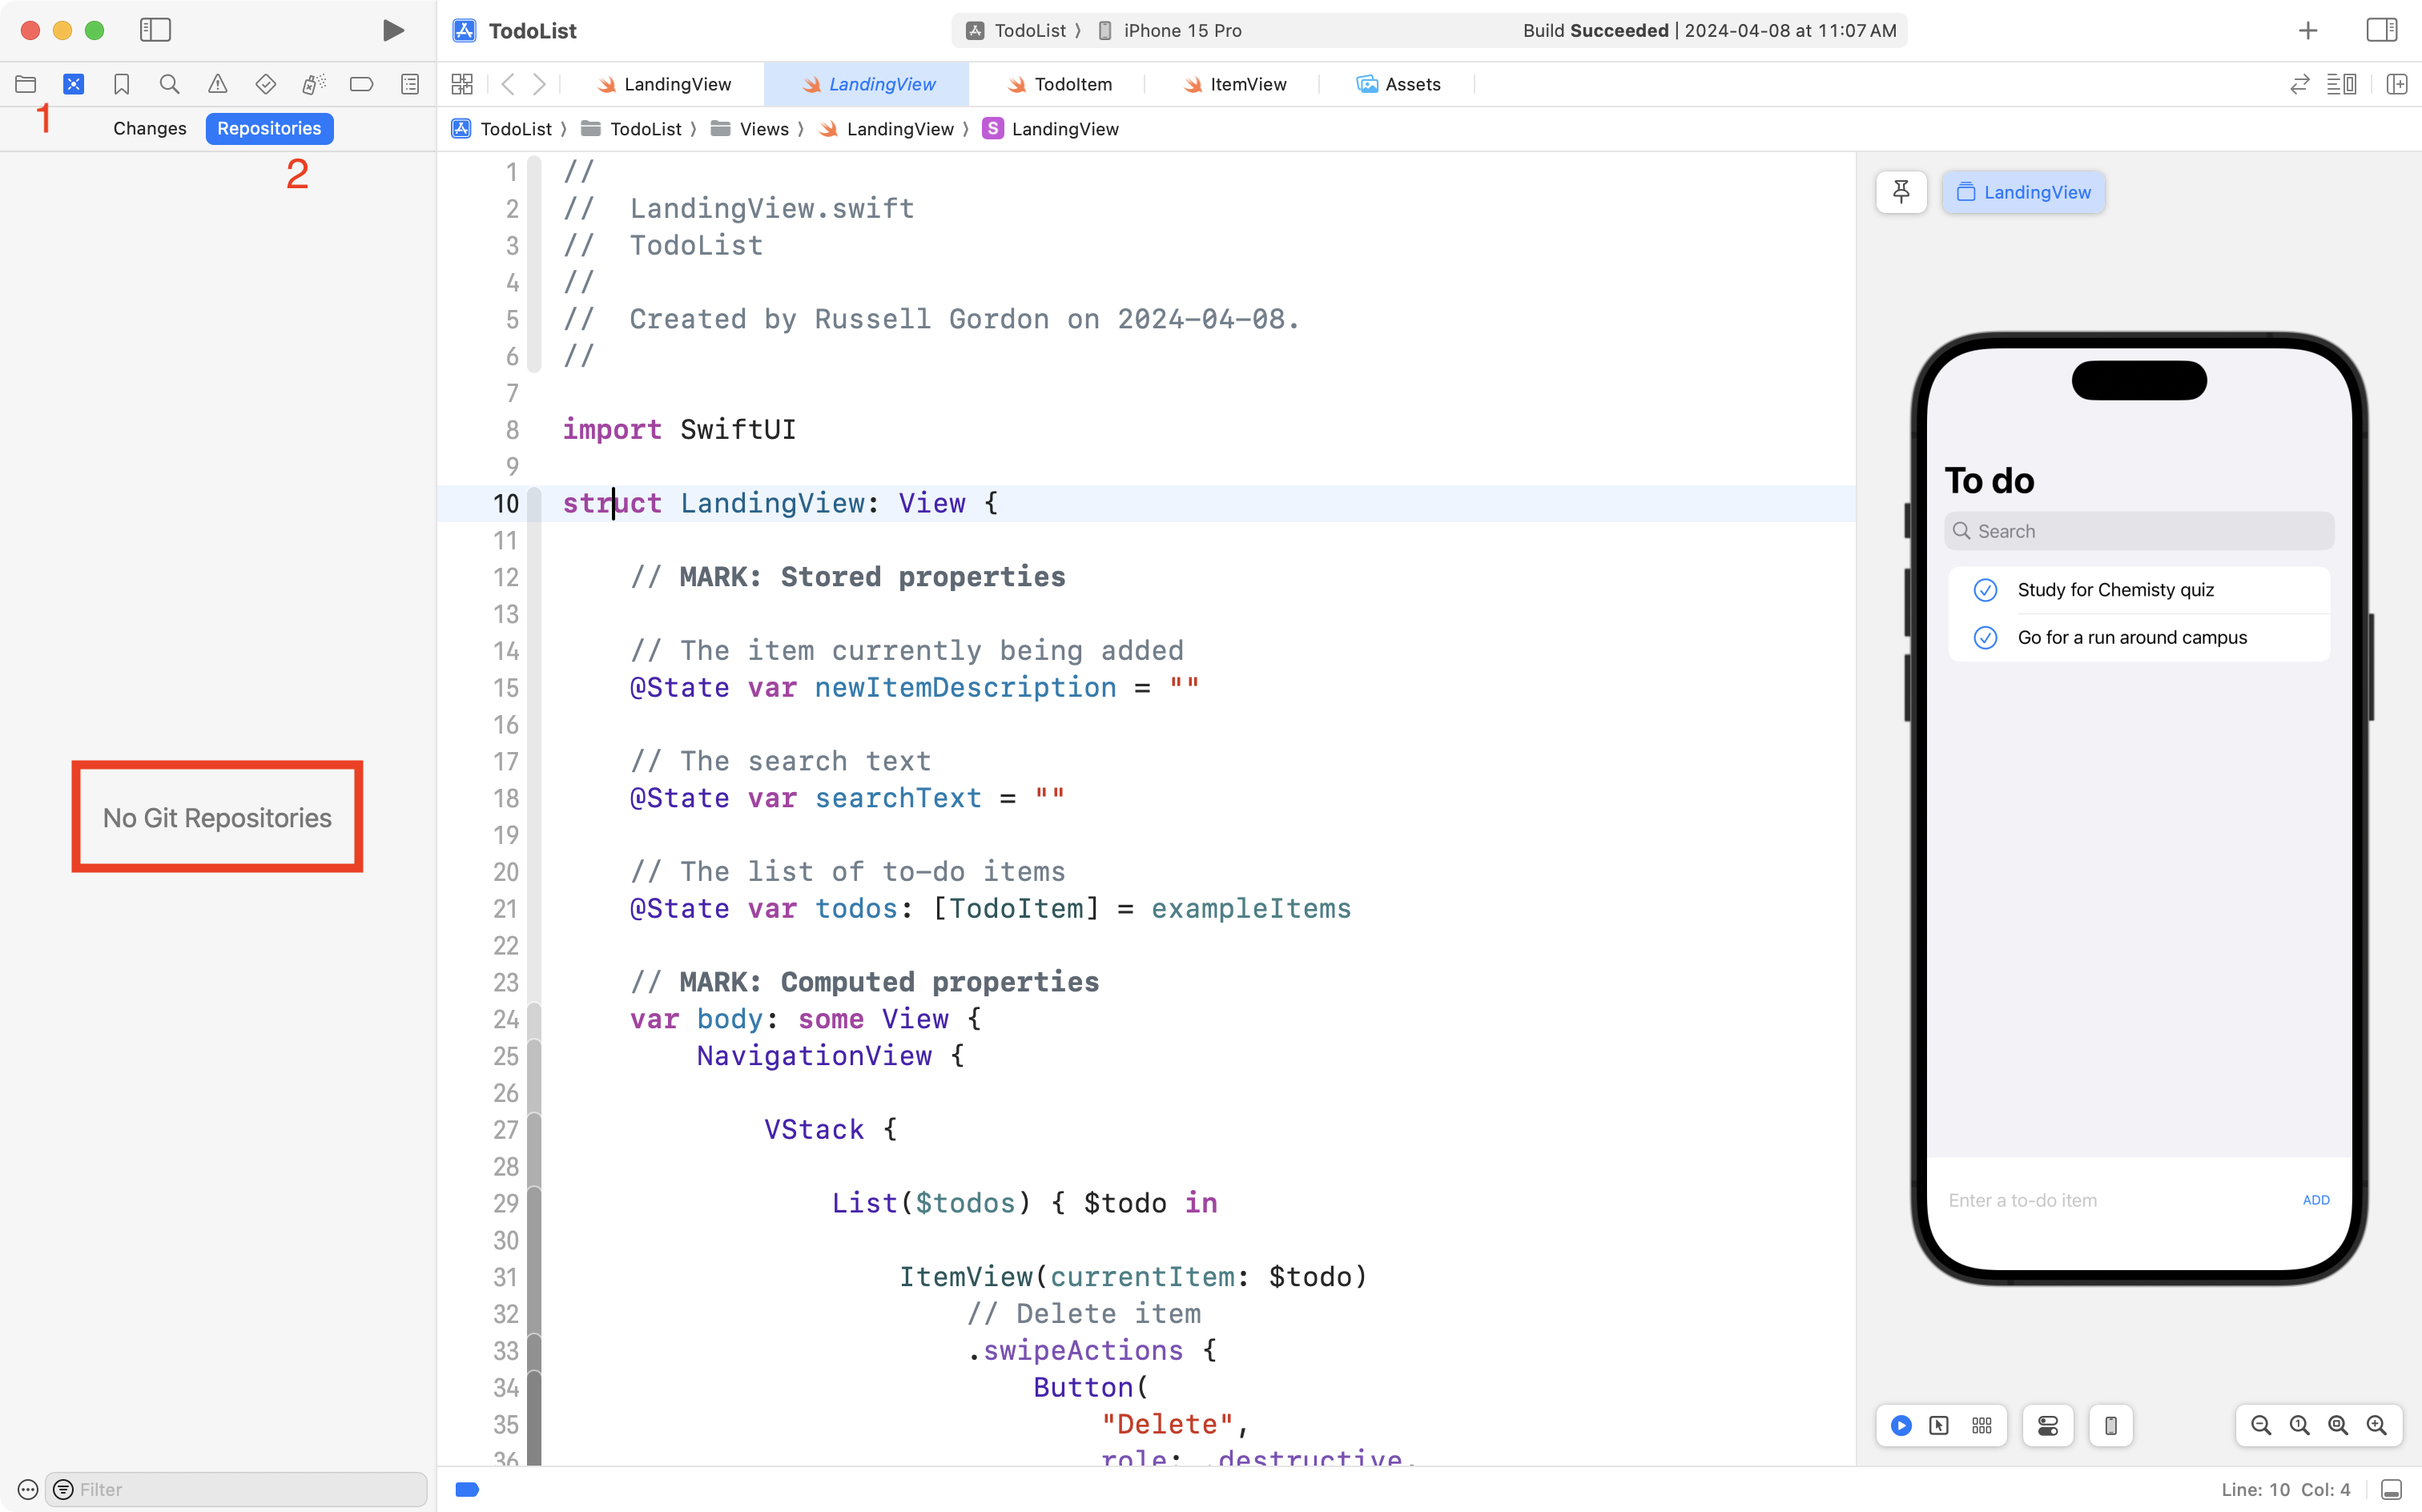 TodoList
TodoList ⟩ iPhone 15 Pro
Build Succeeded | 2024-04-08 at 11:07 AM
LandingView
LandingView
TodoItem
ItemView
Assets
1
Changes
Repositories
2
TodoList ⟩ TodoList ⟩ Views ⟩ LandingView ⟩ S LandingView
No Git Repositories
Filter
1 //
2 //  LandingView.swift
3 //  TodoList
4 //
5 //  Created by Russell Gordon on 2024-04-08.
6 //
7
8 import SwiftUI
9
10 struct LandingView: View {
11
12     // MARK: Stored properties
13
14     // The item currently being added
15     @State var newItemDescription = ""
16
17     // The search text
18     @State var searchText = ""
19
20     // The list of to-do items
21     @State var todos: [TodoItem] = exampleItems
22
23     // MARK: Computed properties
24     var body: some View {
25         NavigationView {
26
27             VStack {
28
29                 List($todos) { $todo in
30
31                     ItemView(currentItem: $todo)
32                         // Delete item
33                         .swipeActions {
34                             Button(
35                                 "Delete",
36                                 role: .destructive,
LandingView
To do
Search
Study for Chemisty quiz
Go for a run around campus
Enter a to-do item
ADD
Line: 10 Col: 4